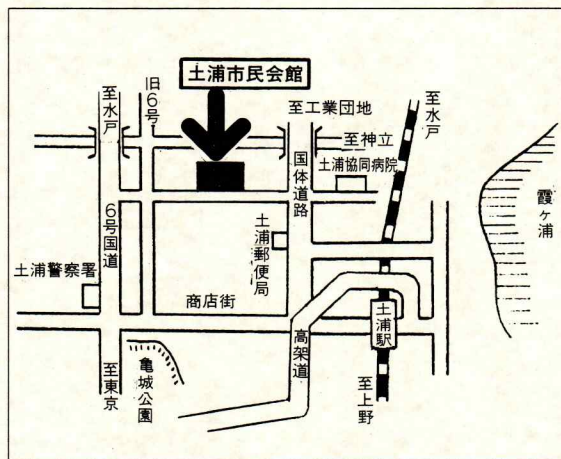 土浦市民会館
至水戸
旧6号
至工業団地
至水戸
至神立
土浦協同病院
国体道路
霞ヶ浦
6号国道
土浦郵便局
土浦警察署
商店街
土浦駅
高架道
至東京
亀城公園
至上野